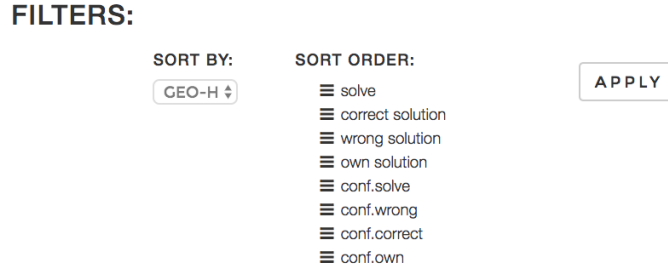 FILTERS:
SORT BY:
GEO-H
SORT ORDER:
solve
correct solution
wrong solution
own solution
conf.solve
conf.wrong
conf.correct
conf.own
APPLY